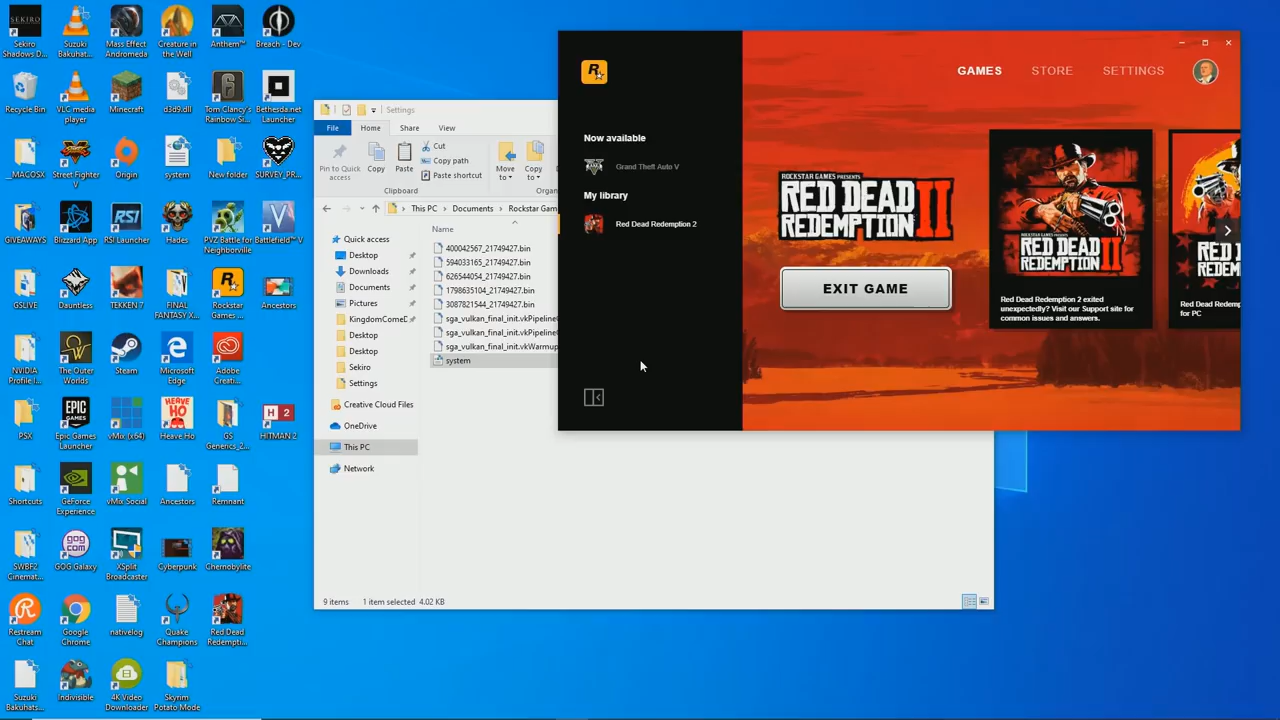 Sekiro
Shadows D...
Suzuki
Bakuhat...
Mass Effect
Andromeda
Creature in
the Well
Anthem™
Breach - Dev
Recycle Bin
VLC media
player
Minecraft
d3d9.dll
Tom Clancy's
Rainbow Si...
Bethesda.net
Launcher
__MACOSX
Street Fighter
V
Origin
system
New folder
SURVEY_PR...
GIVEAWAYS
Blizzard App
RSI Launcher
Hades
PVZ Battle for
Neighborville
Battlefield™ V
GSLIVE
Dauntless
TEKKEN 7
FINAL
FANTASY X...
Rockstar
Games ...
Ancestors
NVIDIA
Profile I...
The Outer
Worlds
Steam
Microsoft
Edge
Adobe
Creati...
PSX
Epic Games
Launcher
vMix (x64)
Heave Ho
GS
Generics_2...
HITMAN 2
Shortcuts
GeForce
Experience
vMix Social
Ancestors
Remnant
SWBF2
Cinemat...
GOG Galaxy
XSplit
Broadcaster
Cyberpunk
Chernobylite
Restream
Chat
Google
Chrome
nativelog
Quake
Champions
Red Dead
Redempti...
Suzuki
Bakuhats...
Indivisible
4K Video
Downloader
Skyrim
Potato Mode
Settings
File
Home
Share
View
Pin to Quick
access
Copy
Paste
Cut
Copy path
Paste shortcut
Move
to
Copy
to
Clipboard
Organ
This PC
Documents
Rockstar Gam
Name
Quick access
Desktop
Downloads
Documents
Pictures
KingdomComeD
Desktop
Desktop
Sekiro
Settings
Creative Cloud Files
OneDrive
This PC
Network
400042567_21749427.bin
594033165_21749427.bin
626544054_21749427.bin
1798635104_21749427.bin
3087821544_21749427.bin
sga_vulkan_final_init.vkPipeline
sga_vulkan_final_init.vkPipeline
sga_vulkan_final_init.vkWarmup
system
9 items
1 item selected 4.02 KB
Now available
Grand Theft Auto V
My library
Red Dead Redemption 2
GAMES
STORE
SETTINGS
ROCKSTAR GAMES PRESENTS
RED DEAD
REDEMPTION II
EXIT GAME
ROCKSTAR GAMES PRESENTS
RED DEAD
REDEMPTION II
Red Dead Redemption 2 exited
unexpectedly? Visit our Support site for
common issues and answers.
Red Dead Redemp
for PC